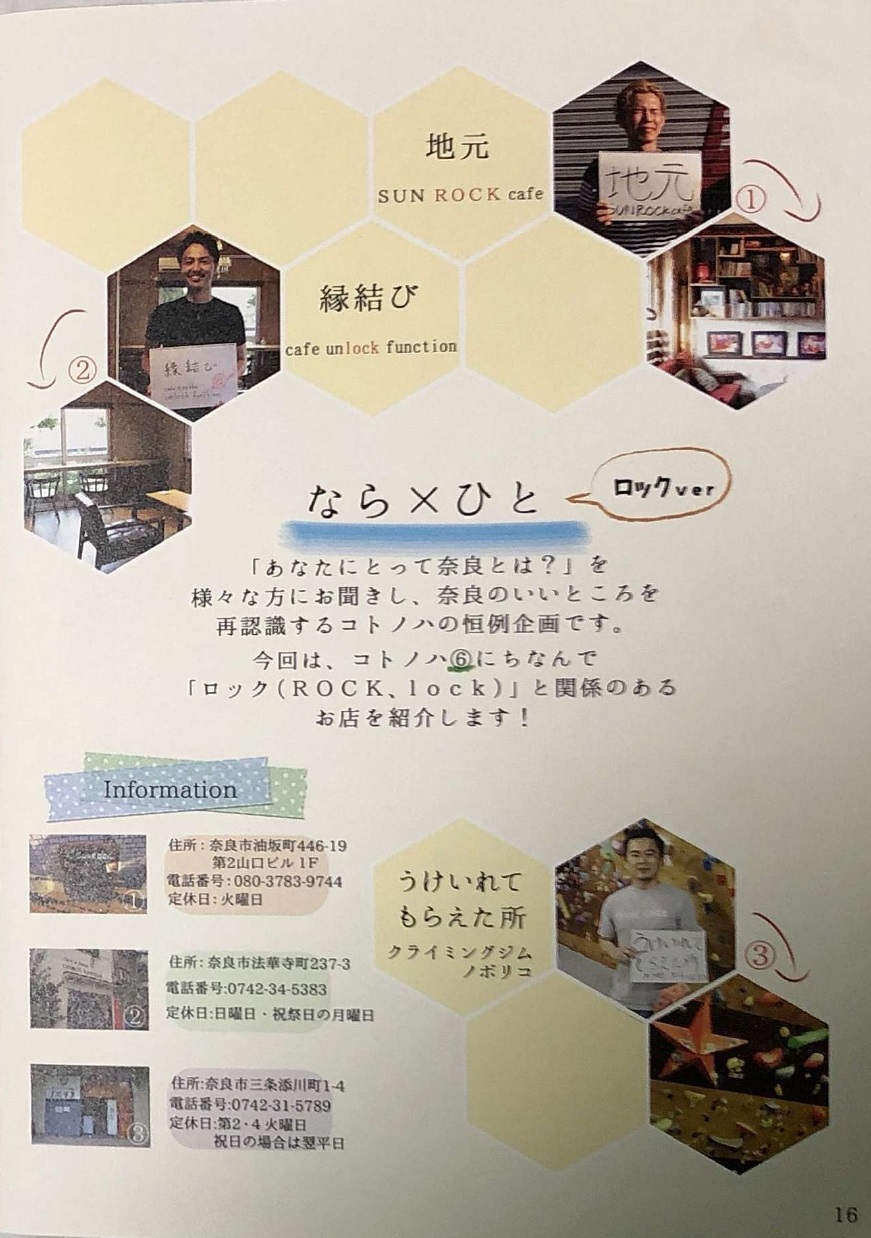 地元
SUN ROCK cafe
地元
SUNROCKcafe
①
縁結び
cafe unlock function
縁結び
②
なら×ひと
ロックver
「あなたにとって奈良とは？」を
様々な方にお聞きし、奈良のいいところを
再認識するコトノハの恒例企画です。
今回は、コトノハ⑥にちなんで
「ロック(ROCK、lock)」と関係のある
お店を紹介します！
Information
①
住所：奈良市油坂町446-19
第2山口ビル 1F
電話番号：080-3783-9744
定休日：火曜日
②
住所：奈良市法華寺町237-3
電話番号:0742-34-5383
定休日:日曜日・祝祭日の月曜日
③
住所:奈良市三条添川町1-4
電話番号:0742-31-5789
定休日:第2・4 火曜日
祝日の場合は翌平日
うけいれて
もらえた所
クライミングジム
ノボリコ
うけいれて
もらえた所
③
16